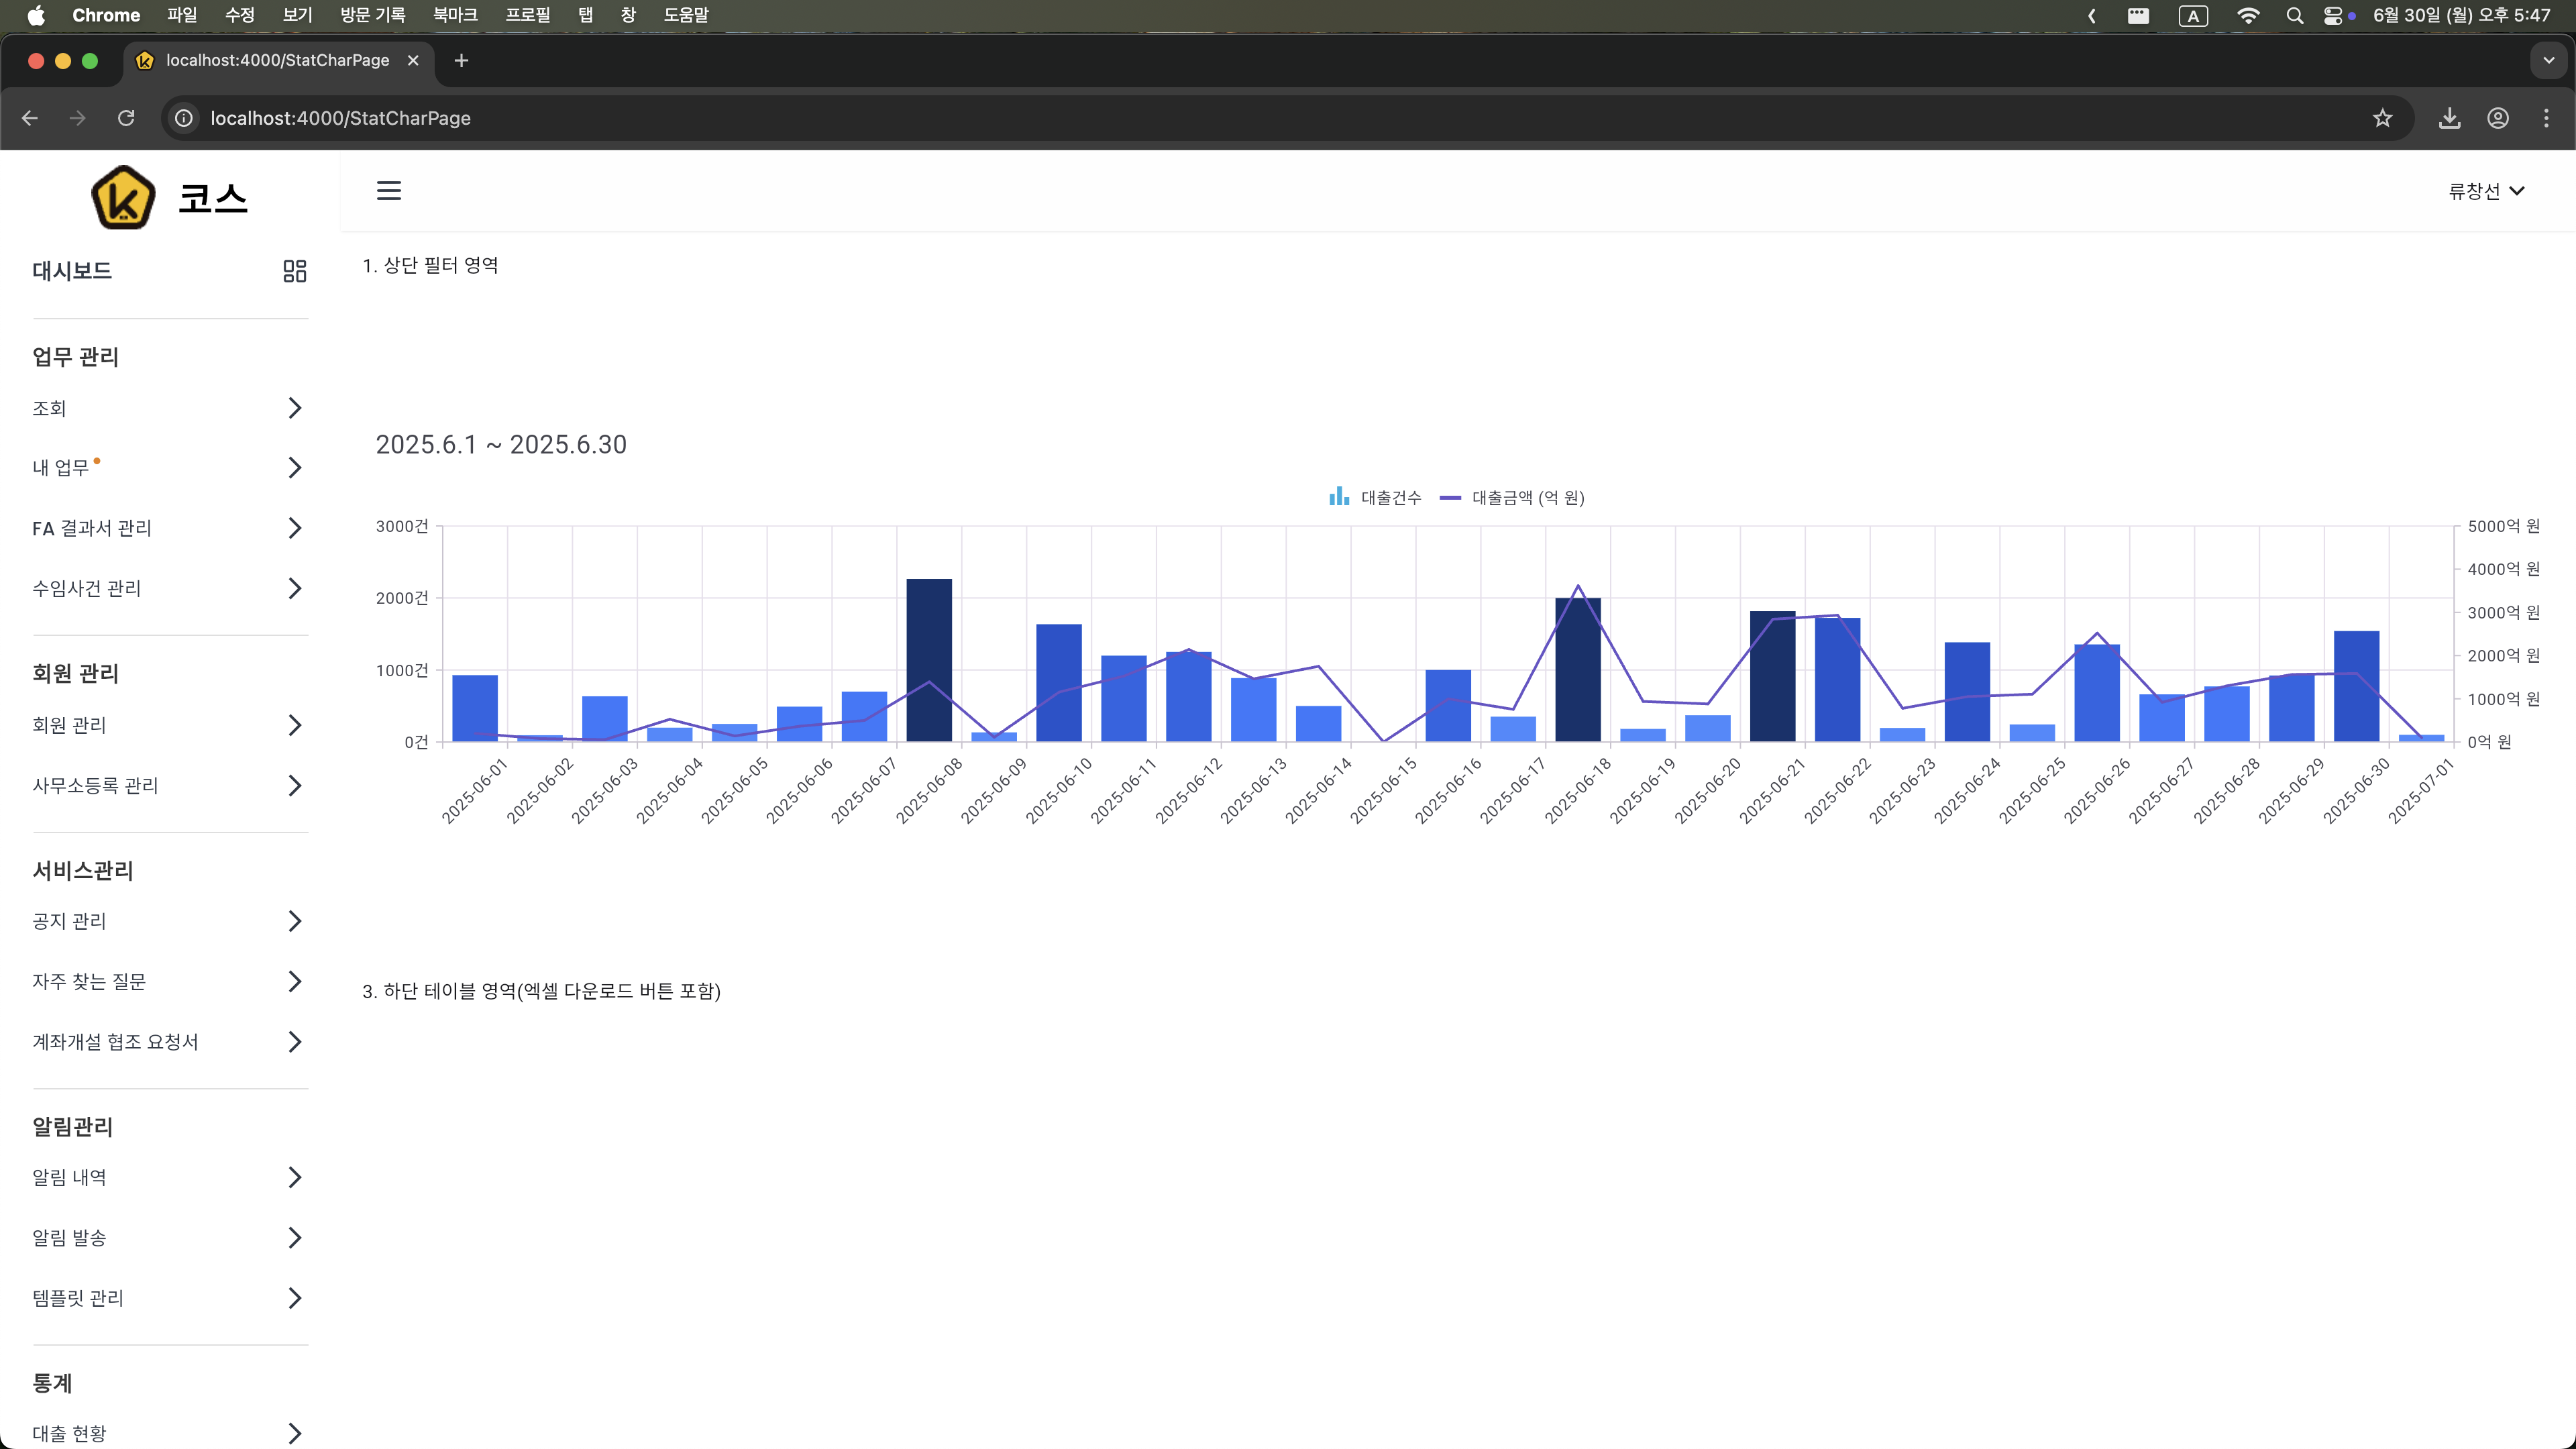 Chrome 파일 수정 보기 방문 기록 북마크 프로필 탭 창 도움말 A 6월 30일 (월) 오후 5:47
localhost:4000/StatCharPage
localhost:4000/StatCharPage
코스
류창선
대시보드
업무 관리
조회
내 업무
FA 결과서 관리
수임사건 관리
회원 관리
회원 관리
사무소등록 관리
서비스관리
공지 관리
자주 찾는 질문
계좌개설 협조 요청서
알림관리
알림 내역
알림 발송
템플릿 관리
통계
대출 현황
1. 상단 필터 영역
2025.6.1 ~ 2025.6.30
대출건수 대출금액 (억 원)
3000건
2000건
1000건
0건
5000억 원
4000억 원
3000억 원
2000억 원
1000억 원
0억 원
2025-06-01
2025-06-02
2025-06-03
2025-06-04
2025-06-05
2025-06-06
2025-06-07
2025-06-08
2025-06-09
2025-06-10
2025-06-11
2025-06-12
2025-06-13
2025-06-14
2025-06-15
2025-06-16
2025-06-17
2025-06-18
2025-06-19
2025-06-20
2025-06-21
2025-06-22
2025-06-23
2025-06-24
2025-06-25
2025-06-26
2025-06-27
2025-06-28
2025-06-29
2025-06-30
2025-07-01
3. 하단 테이블 영역(엑셀 다운로드 버튼 포함)